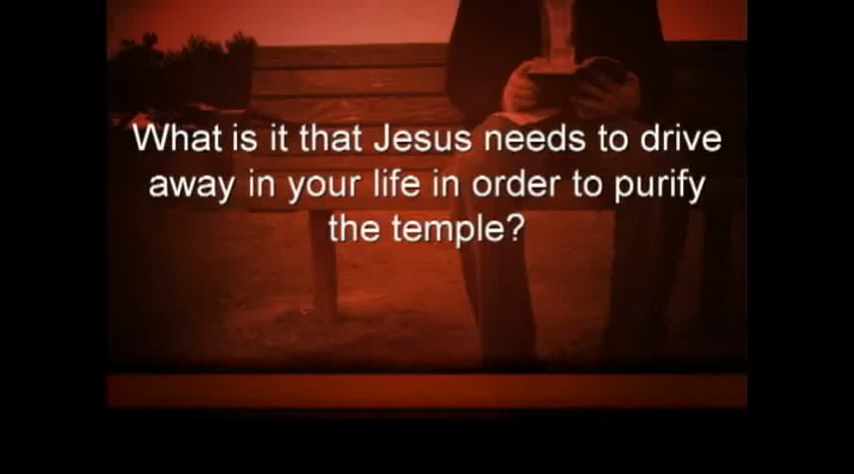 What is it that Jesus needs to drive
away in your life in order to purify
the temple?